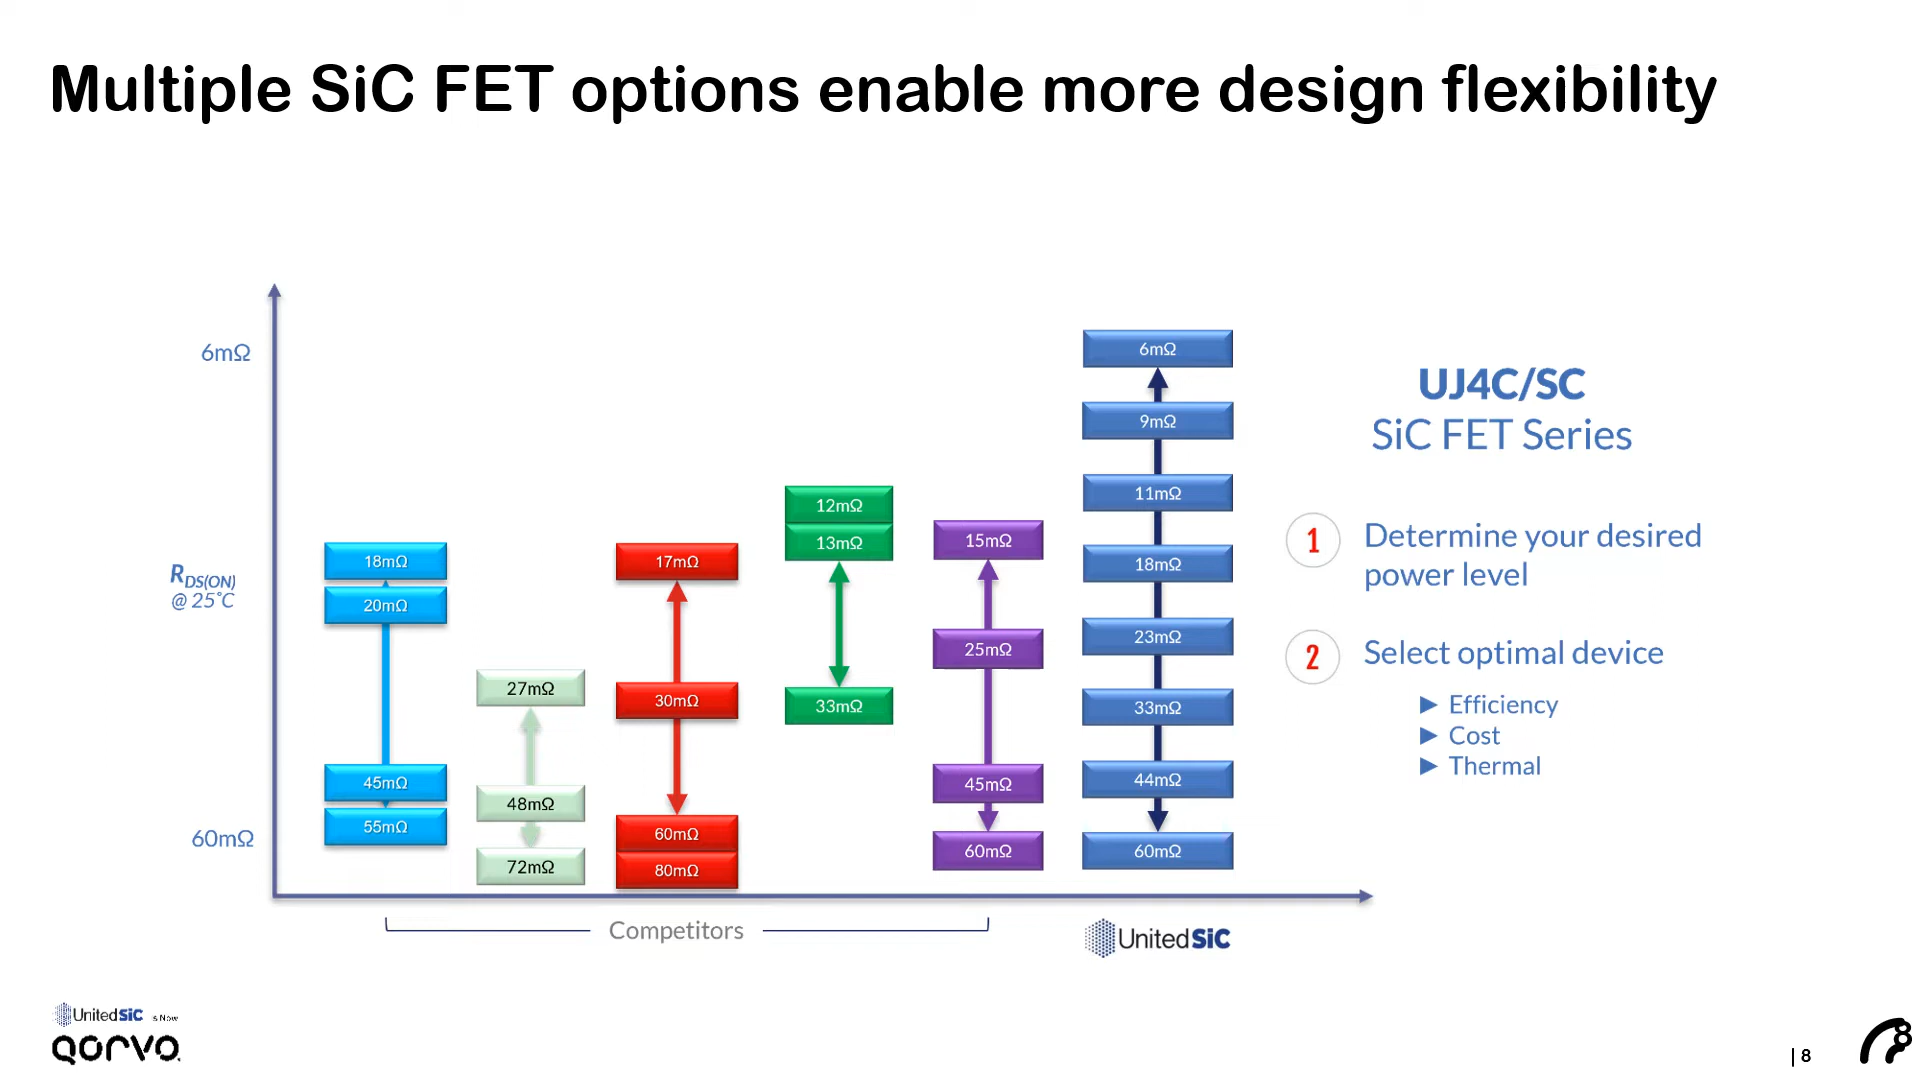 Multiple SiC FET options enable more design flexibility
6mΩ
R_DS(ON)
@ 25°C
60mΩ
18mΩ
20mΩ
45mΩ
55mΩ
27mΩ
48mΩ
72mΩ
17mΩ
30mΩ
60mΩ
80mΩ
12mΩ
13mΩ
33mΩ
15mΩ
25mΩ
45mΩ
60mΩ
6mΩ
9mΩ
11mΩ
18mΩ
23mΩ
33mΩ
44mΩ
60mΩ
Competitors
UnitedSiC
UJ4C/SC
SiC FET Series
1 Determine your desired
power level
2 Select optimal device
► Efficiency
► Cost
► Thermal
UnitedSiC is Now
QORVO
| 8